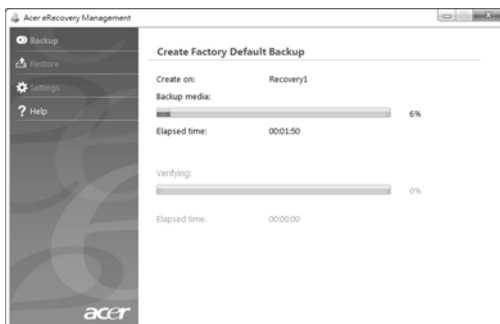 Acer eRecovery Management
Backup
Restore
Settings
Help
Create Factory Default Backup
Create on: Recovery1
Backup media:
6%
Elapsed time: 00:01:50
Verifying:
0%
Elapsed time: 00:00:00
acer